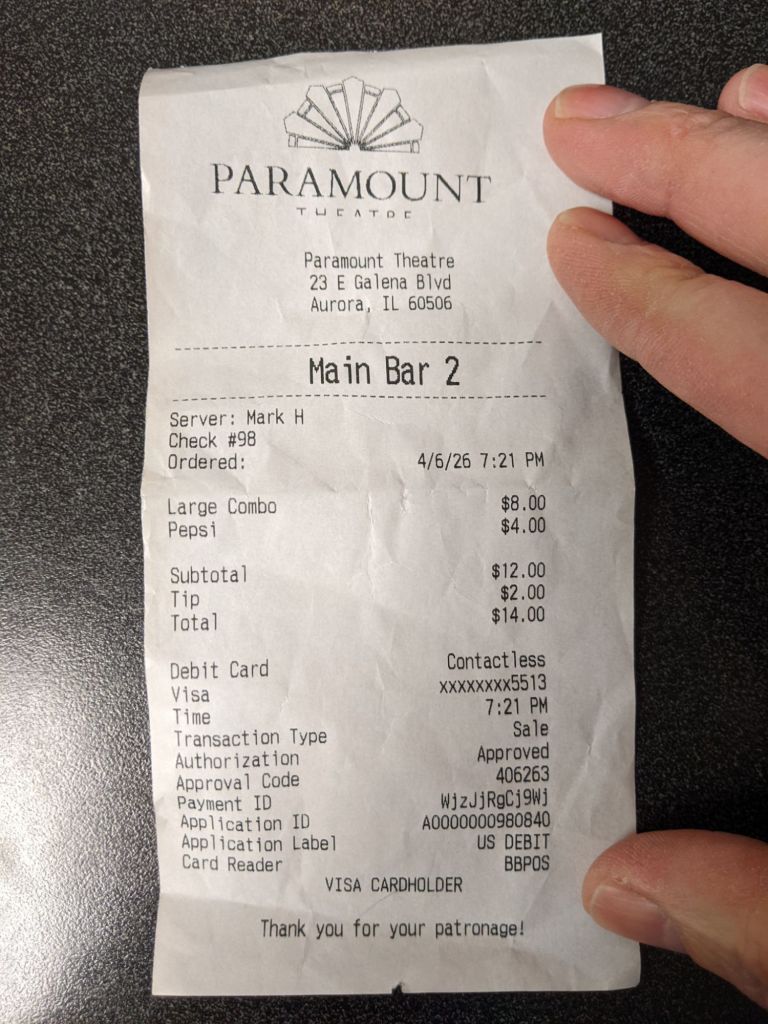 PARAMOUNT
THEATRE
Paramount Theatre
23 E Galena Blvd
Aurora, IL 60506
Main Bar 2
Server: Mark H
Check #98
Ordered: 4/6/26 7:21 PM
Large Combo $8.00
Pepsi $4.00
Subtotal $12.00
Tip $2.00
Total $14.00
Debit Card Contactless
Visa xxxxxxxx5513
Time 7:21 PM
Transaction Type Sale
Authorization Approved
Approval Code 406263
Payment ID WjzJjRgCj9Wj
Application ID A0000000980840
Application Label US DEBIT
Card Reader BBPOS
VISA CARDHOLDER
Thank you for your patronage!